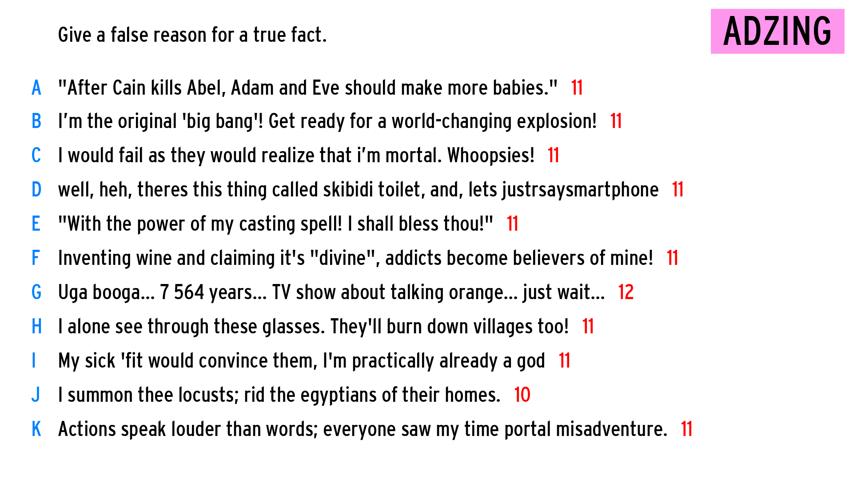 Give a false reason for a true fact.
ADZING
A "After Cain kills Abel, Adam and Eve should make more babies." 11
B I'm the original 'big bang'! Get ready for a world-changing explosion! 11
C I would fail as they would realize that i'm mortal. Whoopsies! 11
D well, heh, theres this thing called skibidi toilet, and, lets justrsaysmartphone 11
E "With the power of my casting spell! I shall bless thou!" 11
F Inventing wine and claiming it's "divine", addicts become believers of mine! 11
G Uga booga... 7 564 years... TV show about talking orange... just wait... 12
H I alone see through these glasses. They'll burn down villages too! 11
I My sick 'fit would convince them, I'm practically already a god 11
J I summon thee locusts; rid the egyptians of their homes. 10
K Actions speak louder than words; everyone saw my time portal misadventure. 11